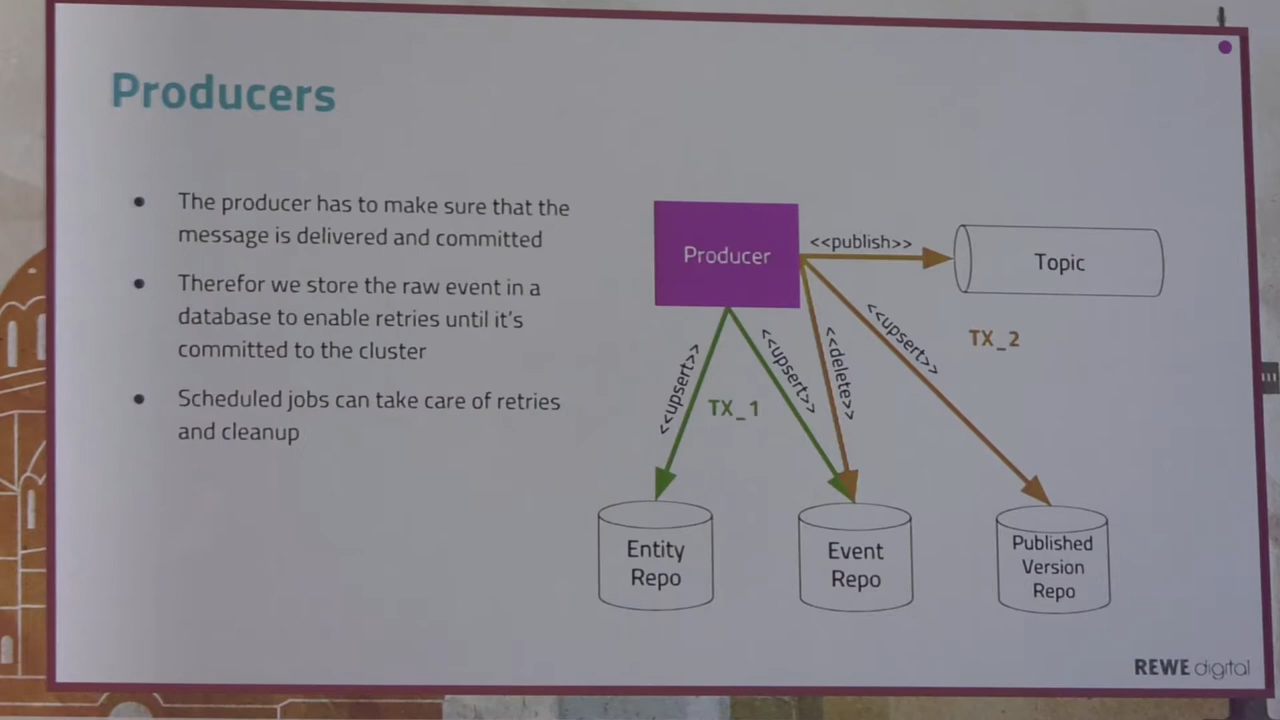 Producers
The producer has to make sure that the
message is delivered and committed
Therefor we store the raw event in a
database to enable retries until it's
committed to the cluster
Scheduled jobs can take care of retries
and cleanup
Producer
<<publish>>
Topic
<<upsert>>
TX_1
<<upsert>>
<<delete>>
<<upsert>>
TX_2
Entity
Repo
Event
Repo
Published
Version
Repo
REWE digital